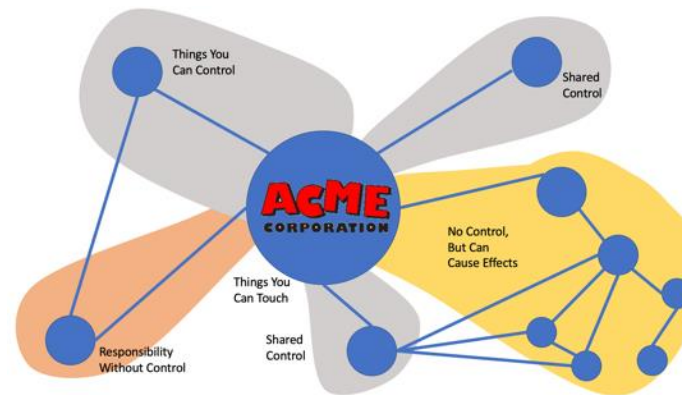 Things You
Can Control
Shared
Control
ACME
CORPORATION
No Control,
But Can
Cause Effects
Things You
Can Touch
Shared
Control
Responsibility
Without Control